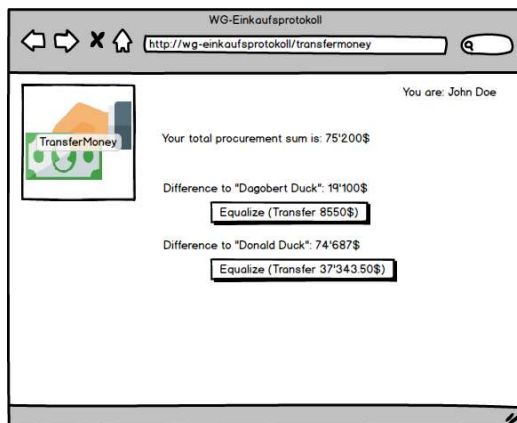 WG-Einkaufsprotokoll
http://wg-einkaufsprotokoll/transfermoney
You are: John Doe
TransferMoney
Your total procurement sum is: 75'200$
Difference to "Dagobert Duck": 19'100$
Equalize (Transfer 8550$)
Difference to "Donald Duck": 74'687$
Equalize (Transfer 37'343.50$)